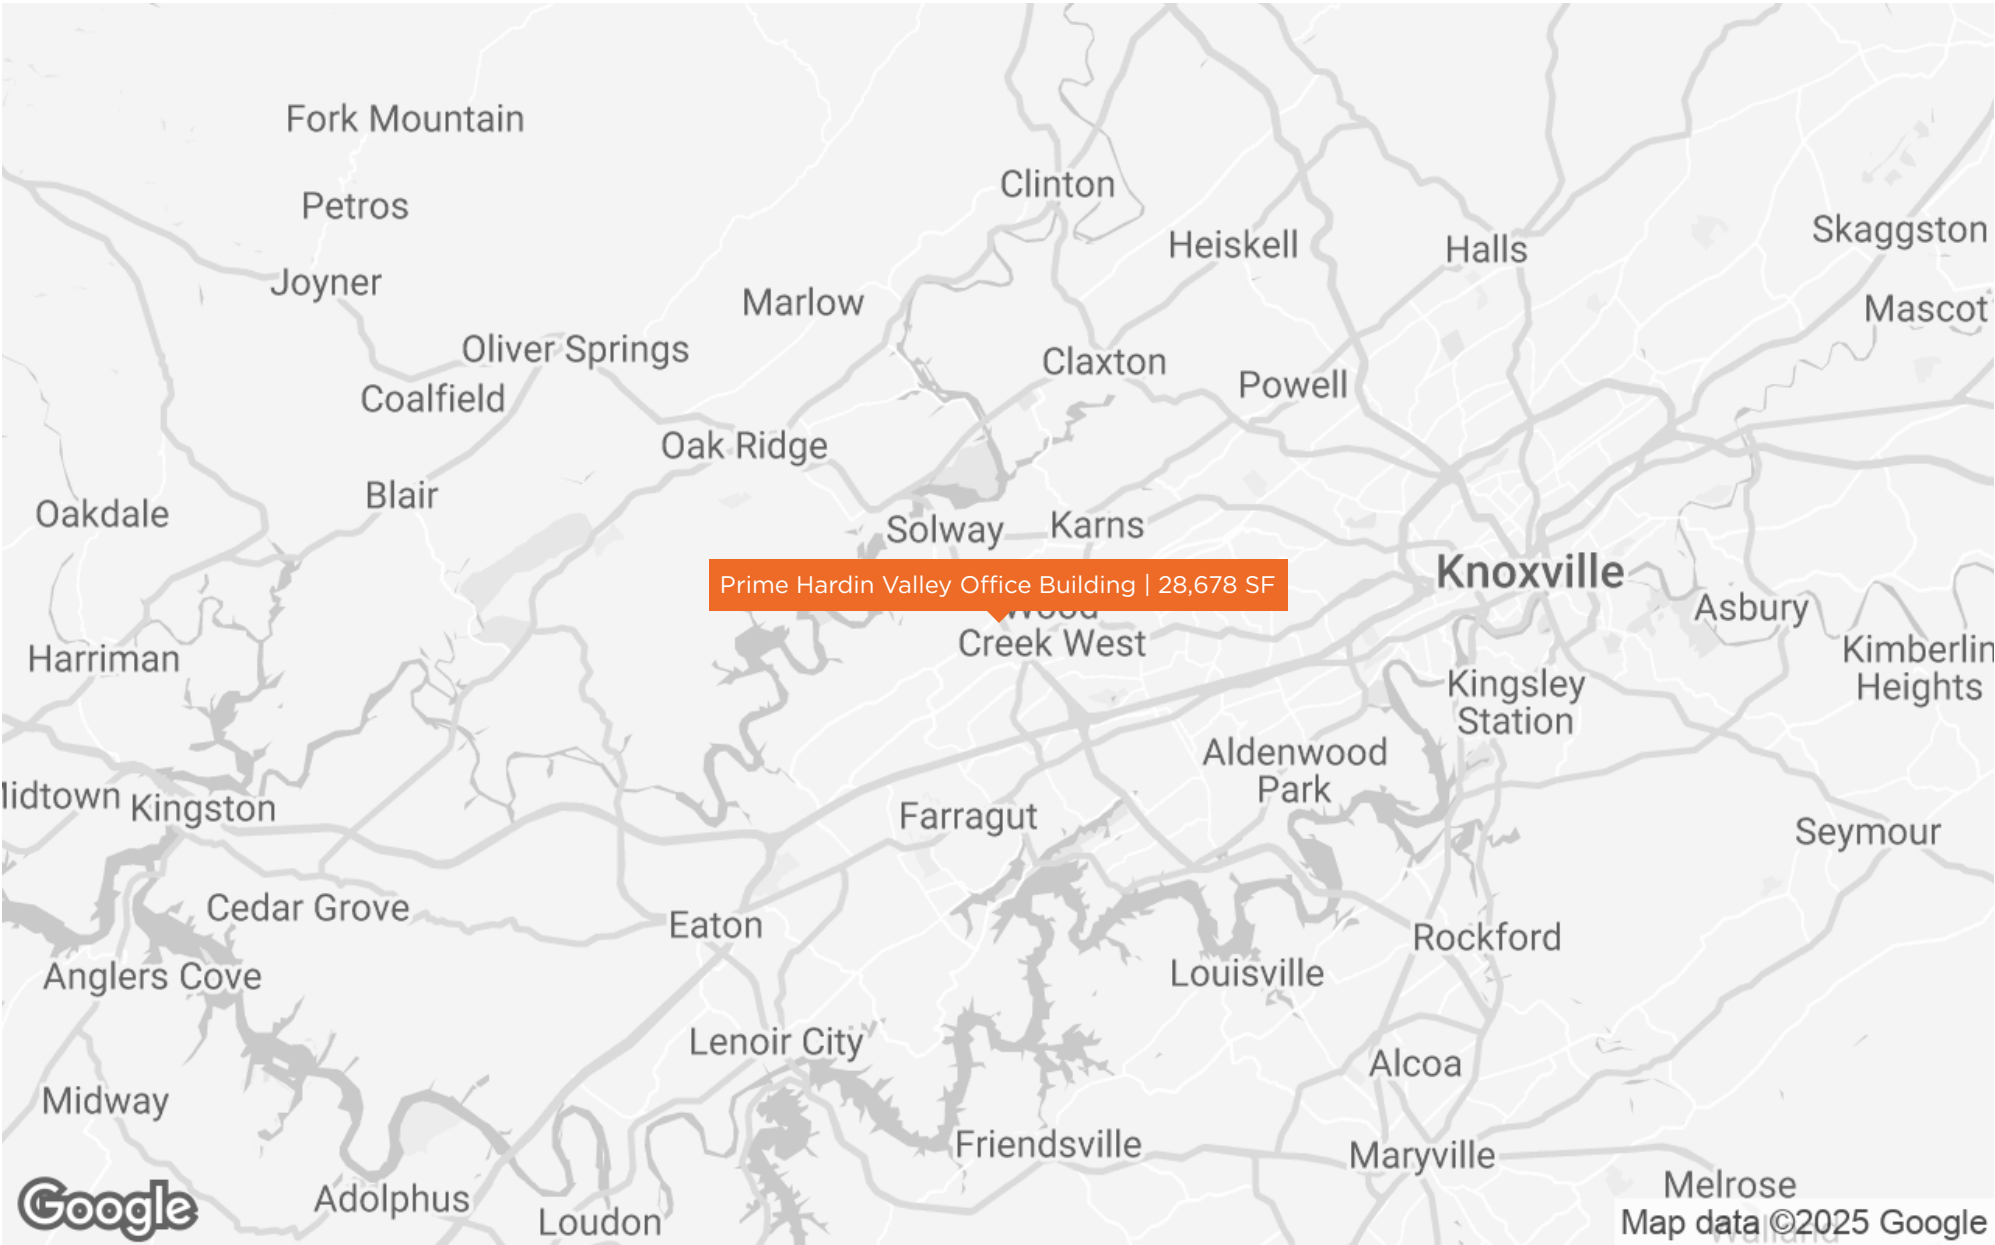 Fork Mountain
Clinton
Petros
Skaggston
Heiskell
Halls
Joyner
Marlow
Mascot
Oliver Springs
Claxton
Powell
Coalfield
Oak Ridge
Blair
Oakdale
Solway
Karns
Knoxville
Prime Hardin Valley Office Building | 28,678 SF
Wood
Creek West
Asbury
Harriman
Kimberlin
Heights
Kingsley
Station
Aldenwood
Park
idtown
Kingston
Farragut
Seymour
Cedar Grove
Eaton
Rockford
Anglers Cove
Louisville
Lenoir City
Alcoa
Midway
Friendsville
Maryville
Melrose
Adolphus
Loudon
Google
Map data ©2025 Google